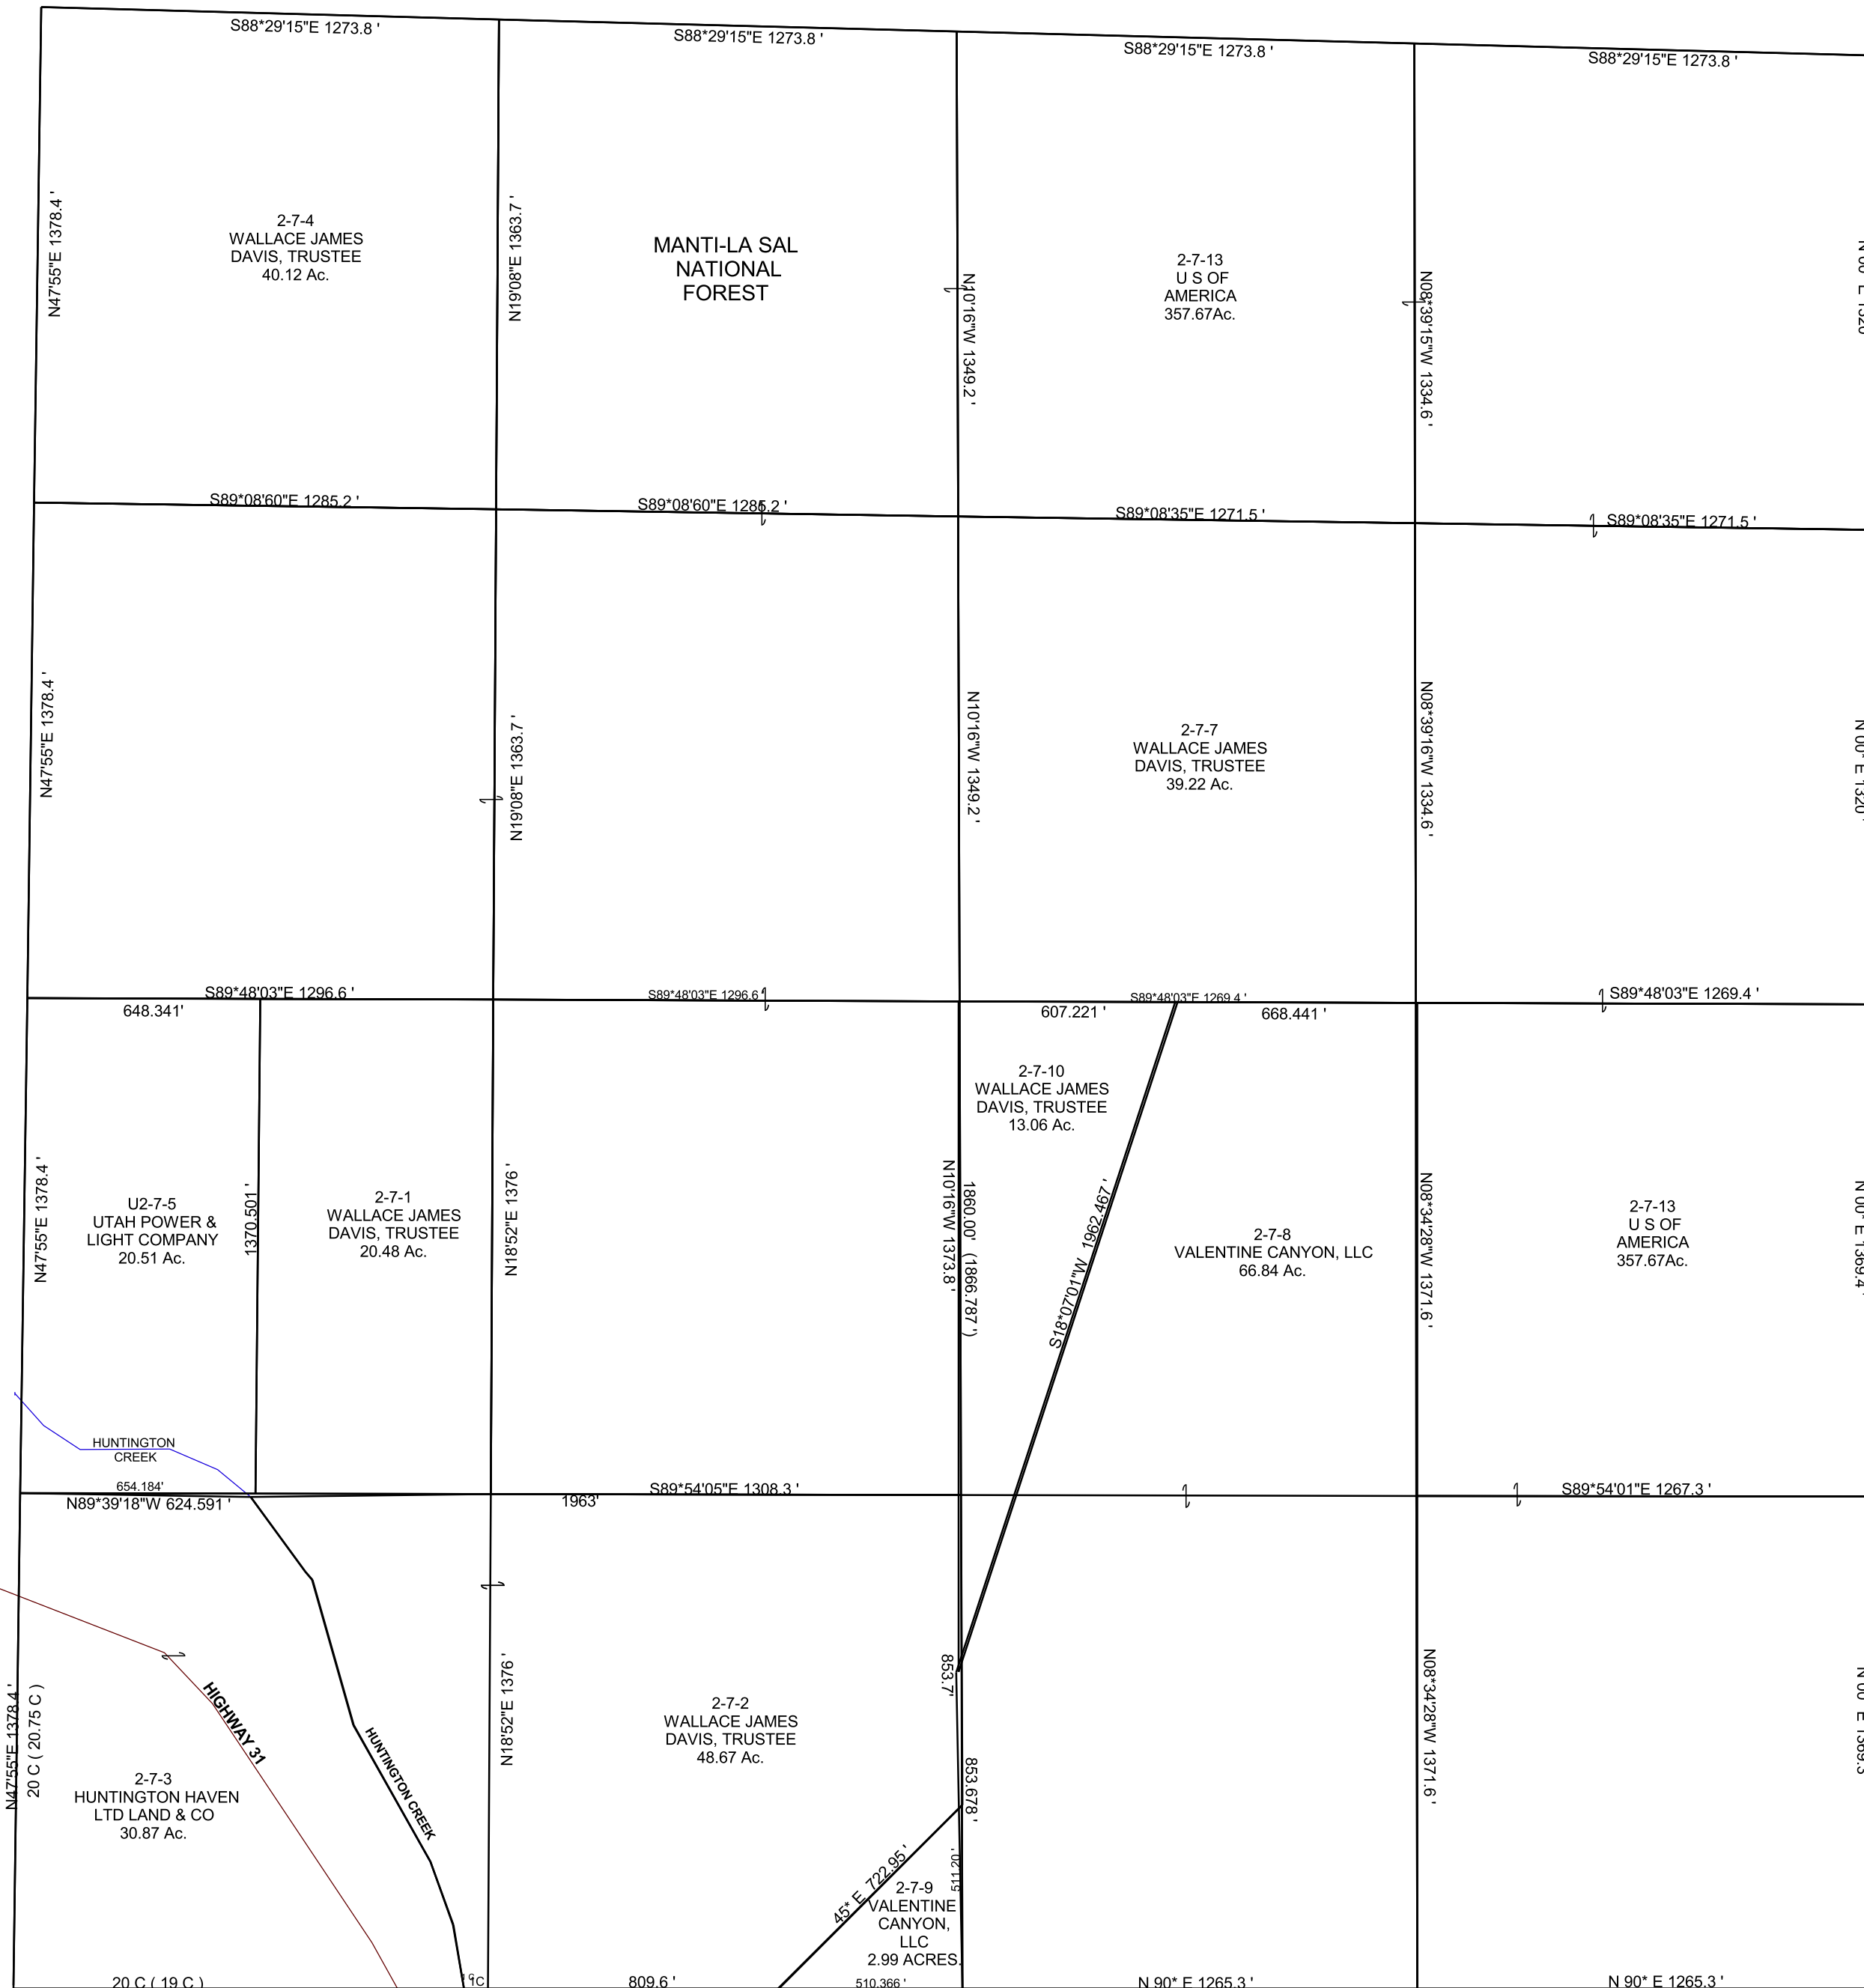 S88*29'15"E 1273.8 '
S88*29'15"E 1273.8 '
S88*29'15"E 1273.8 '
S88*29'15"E 1273.8 '
N47'55"E 1378.4 '
2-7-4
WALLACE JAMES
DAVIS, TRUSTEE
40.12 Ac.
N19'08"E 1363.7 '
MANTI-LA SAL
NATIONAL
FOREST
N10'16"W 1349.2 '
2-7-13
U S OF
AMERICA
357.67Ac.
N08*39'15"W 1334.6 '
S89*08'60"E 1285.2 '
S89*08'60"E 1285.2 '
S89*08'35"E 1271.5 '
S89*08'35"E 1271.5 '
N47'55"E 1378.4 '
N19'08"E 1363.7 '
N10'16"W 1349.2 '
2-7-7
WALLACE JAMES
DAVIS, TRUSTEE
39.22 Ac.
N08*39'16"W 1334.6 '
N 00* E 1320 '
S89*48'03"E 1296.6 '
S89*48'03"E 1296.6 '
S89*48'03"E 1269.4 '
S89*48'03"E 1269.4 '
648.341'
607.221 '
668.441 '
N47'55"E 1378.4 '
U2-7-5
UTAH POWER &
LIGHT COMPANY
20.51 Ac.
1370.501 '
2-7-1
WALLACE JAMES
DAVIS, TRUSTEE
20.48 Ac.
N18'52"E 1376 '
N10'16"W 1373.8 '
1860.00' (1866.787 ')
2-7-10
WALLACE JAMES
DAVIS, TRUSTEE
13.06 Ac.
S18*07'01"W 1962.467 '
2-7-8
VALENTINE CANYON, LLC
66.84 Ac.
N08*34'28"W 1371.6 '
2-7-13
U S OF
AMERICA
357.67Ac.
N 00* E 1369.4 '
HUNTINGTON
CREEK
654.184'
N89*39'18"W 624.591 '
1963'
S89*54'05"E 1308.3 '
S89*54'01"E 1267.3 '
N47'55"E 1378.4 '
20 C ( 20.75 C )
HIGHWAY 31
2-7-3
HUNTINGTON HAVEN
LTD LAND & CO
30.87 Ac.
HUNTINGTON CREEK
N18'52"E 1376 '
2-7-2
WALLACE JAMES
DAVIS, TRUSTEE
48.67 Ac.
853.7'
853.678 '
511.20 '
45* E 722.95 '
2-7-9
VALENTINE
CANYON,
LLC
2.99 ACRES.
N08*34'28"W 1371.6 '
20 C ( 19 C )
1C
809.6 '
510.366 '
N 90* E 1265.3 '
N 90* E 1265.3 '